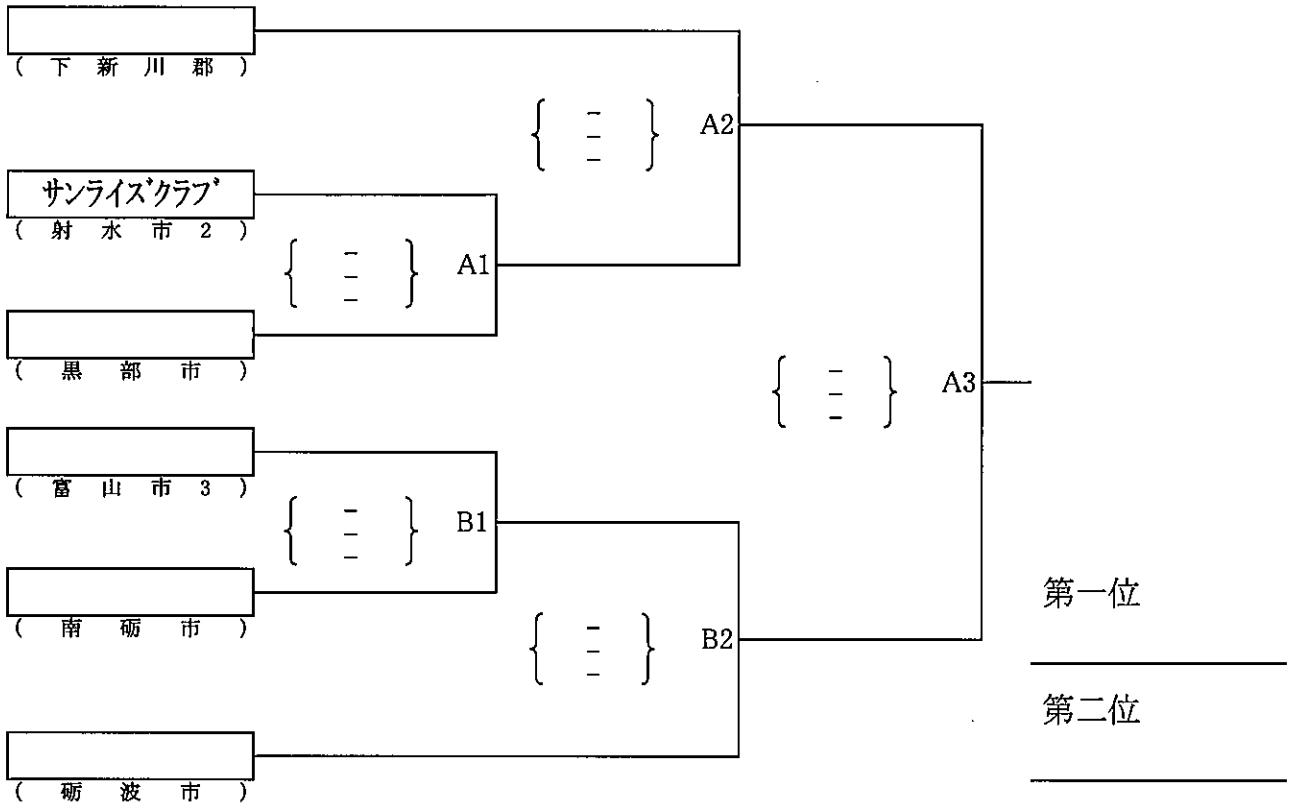 ( 下 新 川 郡 )
{ - - - } A2
サンライズクラブ
( 射 水 市 2 )
{ - - - } A1
( 黒 部 市 )
{ - - - } A3
( 富 山 市 3 )
{ - - - } B1
( 南 砺 市 )
第一位
{ - - - } B2
第二位
( 砺 波 市 )